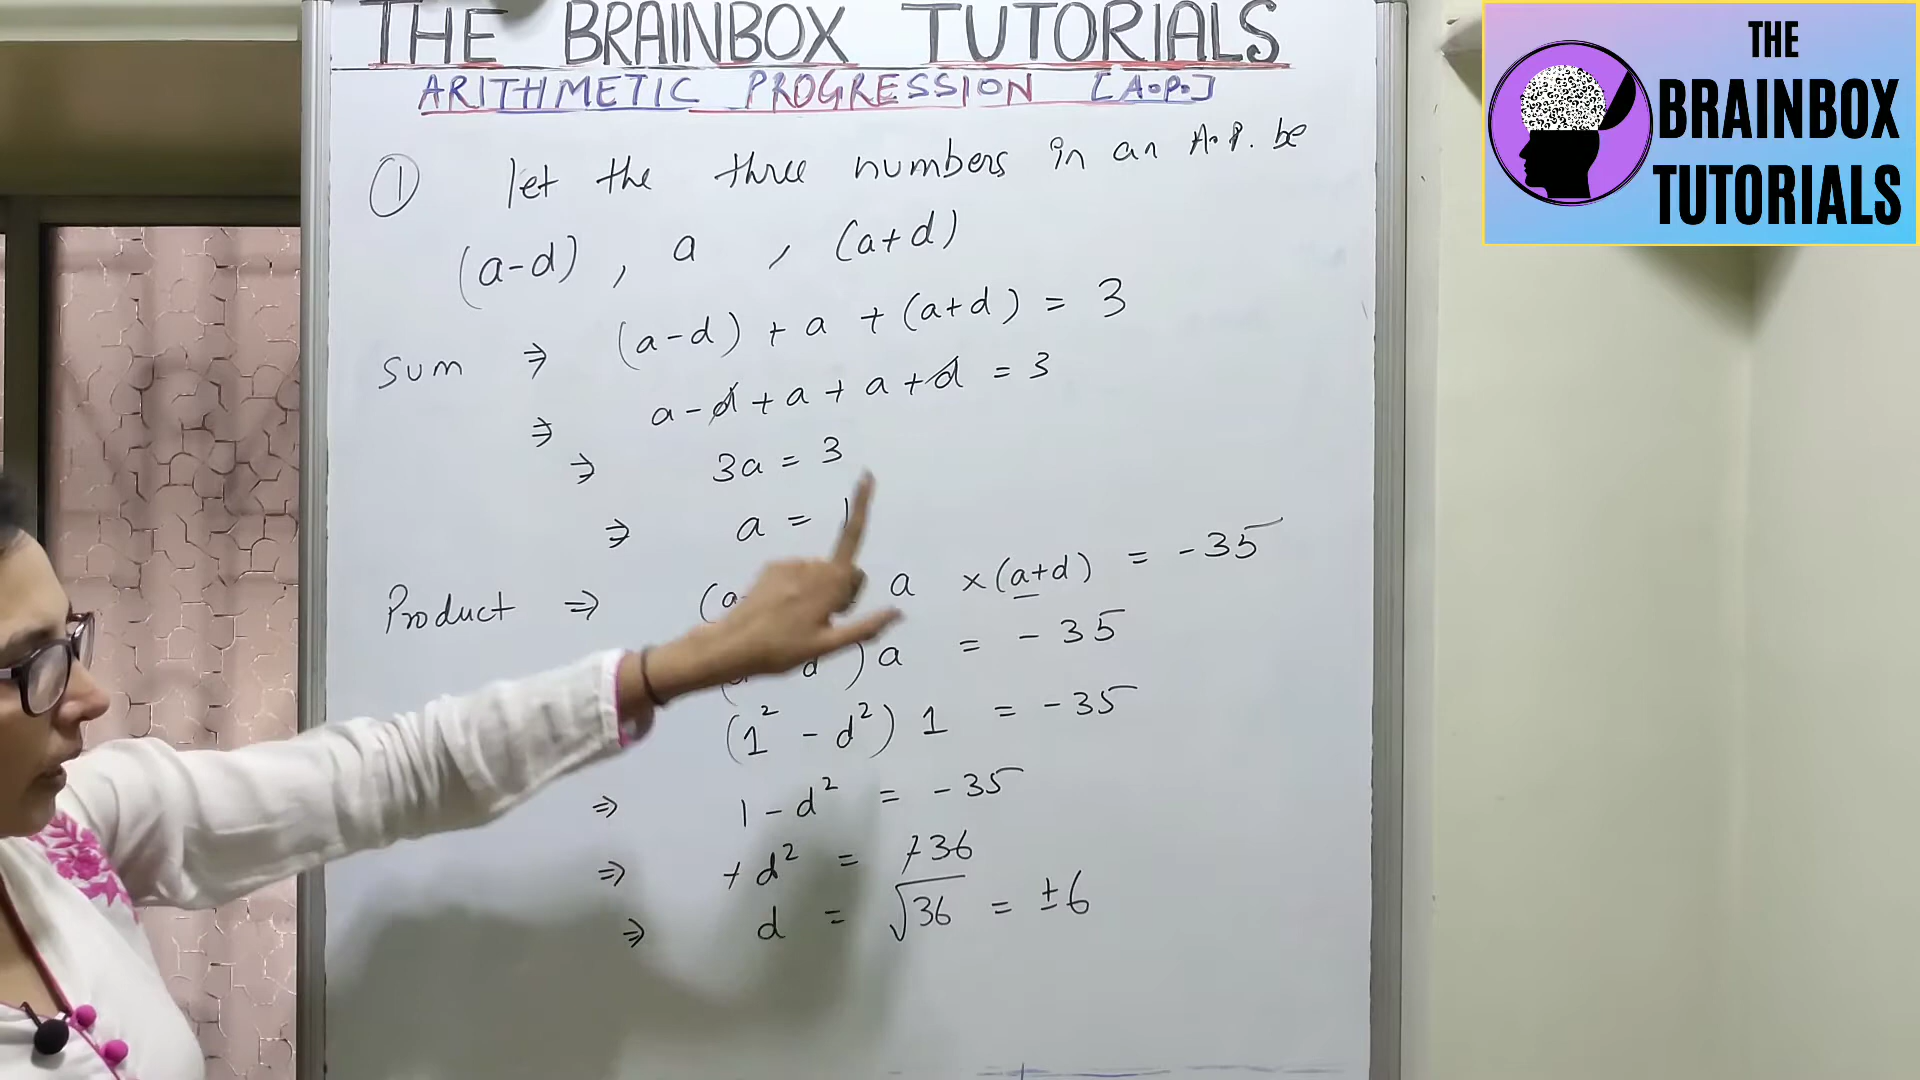 THE BRAINBOX TUTORIALS
ARITHMETIC PROGRESSION [A.P.]
① let the three numbers in an A.P. be
(a-d) , a , (a+d)
Sum ⇒ (a-d) + a + (a+d) = 3
⇒ a - d + a + a + d = 3
⇒ 3a = 3
⇒ a = 1
Product ⇒ (a a × (a+d) = -35
d ) a = - 35
(1² - d²) 1 = -35
⇒ 1 - d² = -35
⇒ + d² = +36
⇒ d = √36 = ±6
THE
BRAINBOX
TUTORIALS